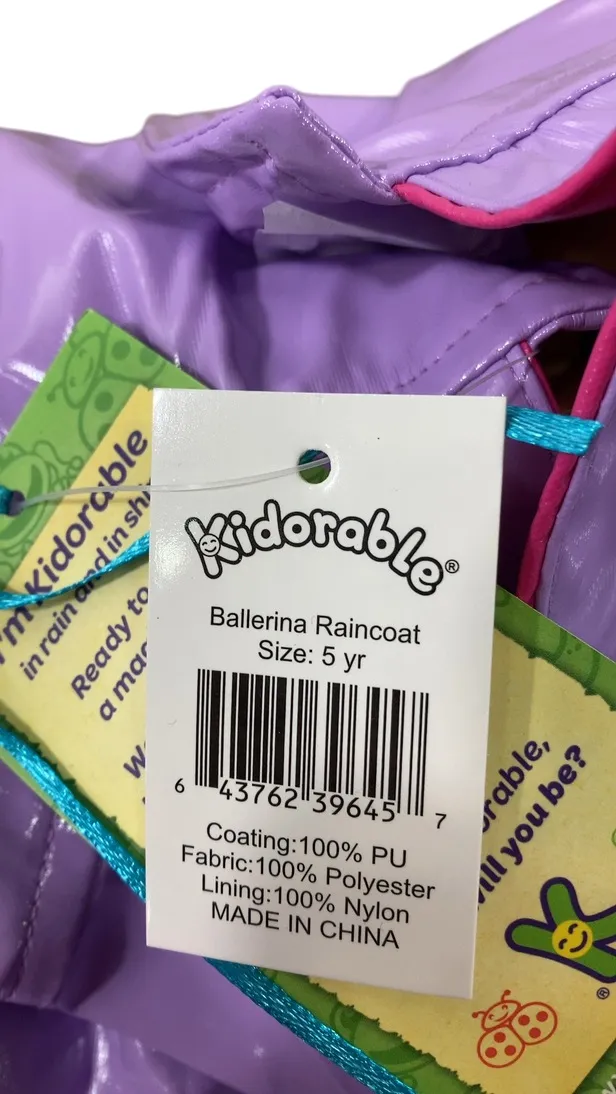 Kidorable®
Ballerina Raincoat
Size: 5 yr
6 43762 39645 7
Coating:100% PU
Fabric:100% Polyester
Lining:100% Nylon
MADE IN CHINA
I'm Kidorable
in rain and in shi
Ready to
a ma
W
orable,
will you be?
K
®